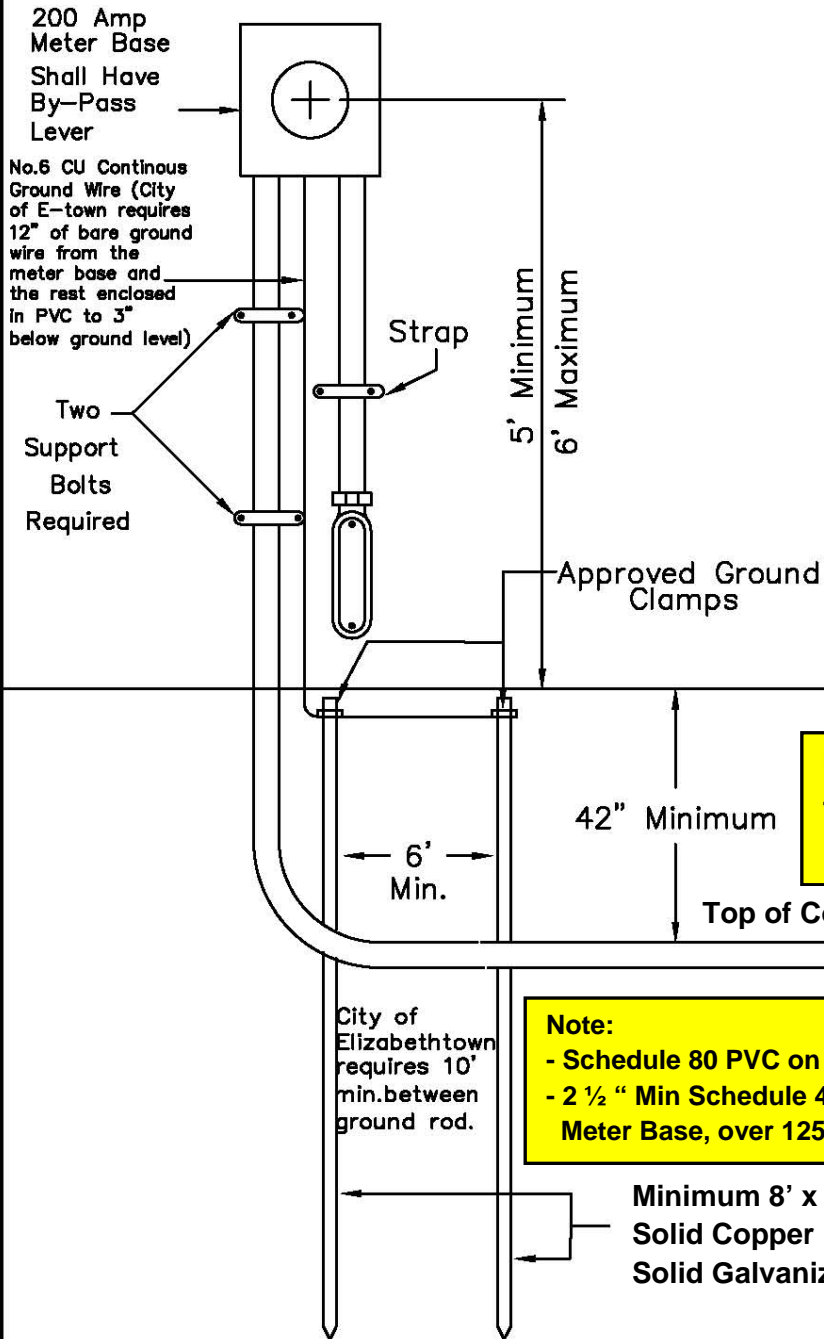 200 Amp
Meter Base
Shall Have
By-Pass
Lever
No.6 CU Continous
Ground Wire (City
of E-town requires
12" of bare ground
wire from the
meter base and
the rest enclosed
in PVC to 3"
below ground level)
Strap
Two
Support
Bolts
Required
5' Minimum
6' Maximum
Approved Ground
Clamps
42" Minimum
6'
Min.
Top of Co
City of
Elizabethtown
requires 10'
min.between
ground rod.
Note:
- Schedule 80 PVC on
- 2 ½ “ Min Schedule 4
Meter Base, over 125
Minimum 8' x
Solid Copper
Solid Galvaniz